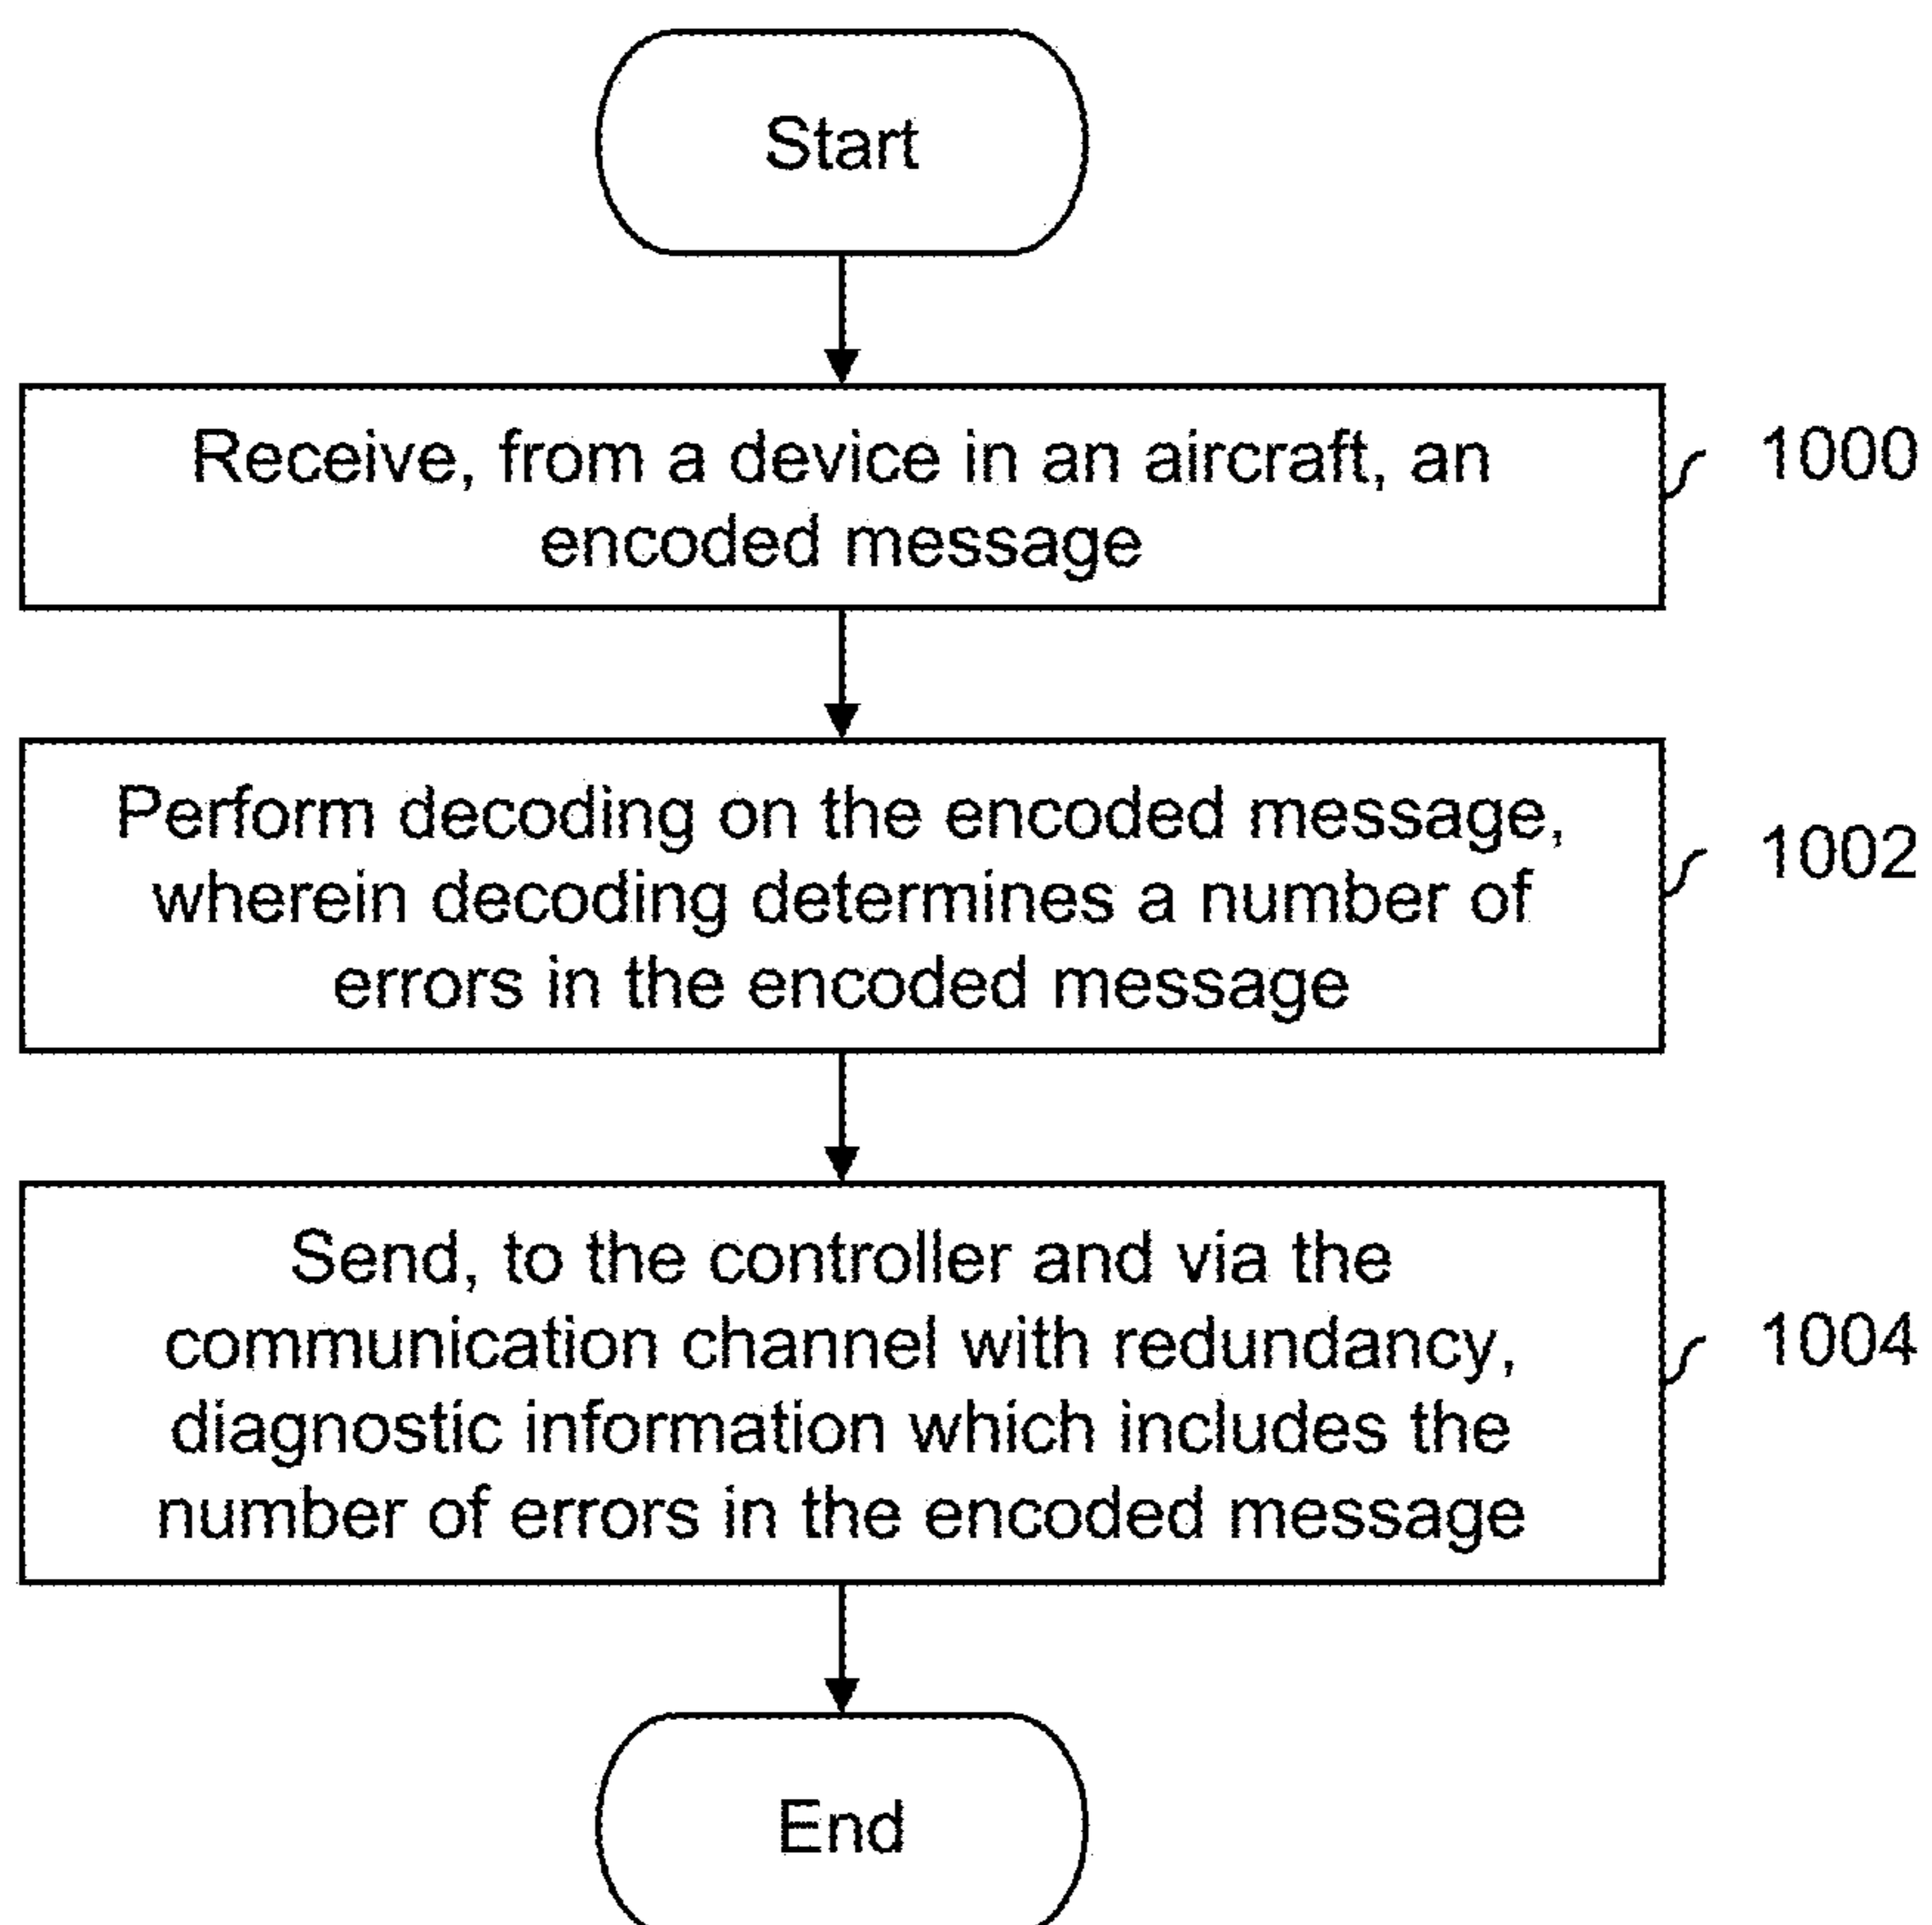 Start
Receive, from a device in an aircraft, an
encoded message
1000
Perform decoding on the encoded message,
wherein decoding determines a number of
errors in the encoded message
1002
Send, to the controller and via the
communication channel with redundancy,
diagnostic information which includes the
number of errors in the encoded message
1004
End